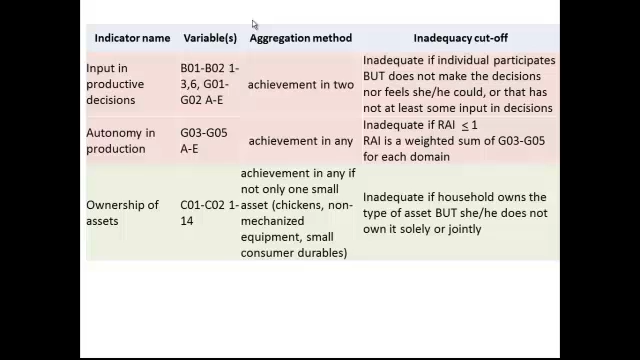 Indicator name Variable(s) Aggregation method Inadequacy cut-off
Input in
productive
decisions
B01-B02 1-
3,6, G01-
G02 A-E
achievement in two
Inadequate if individual participates
BUT does not make the decisions
nor feels she/he could, or that has
not at least some input in decisions
Autonomy in
production
G03-G05
A-E
achievement in any
Inadequate if RAI ≤ 1
RAI is a weighted sum of G03-G05
for each domain
Ownership of
assets
C01-C02 1-
14
achievement in any if
not only one small
asset (chickens, non-
mechanized
equipment, small
consumer durables)
Inadequate if household owns the
type of asset BUT she/he does not
own it solely or jointly